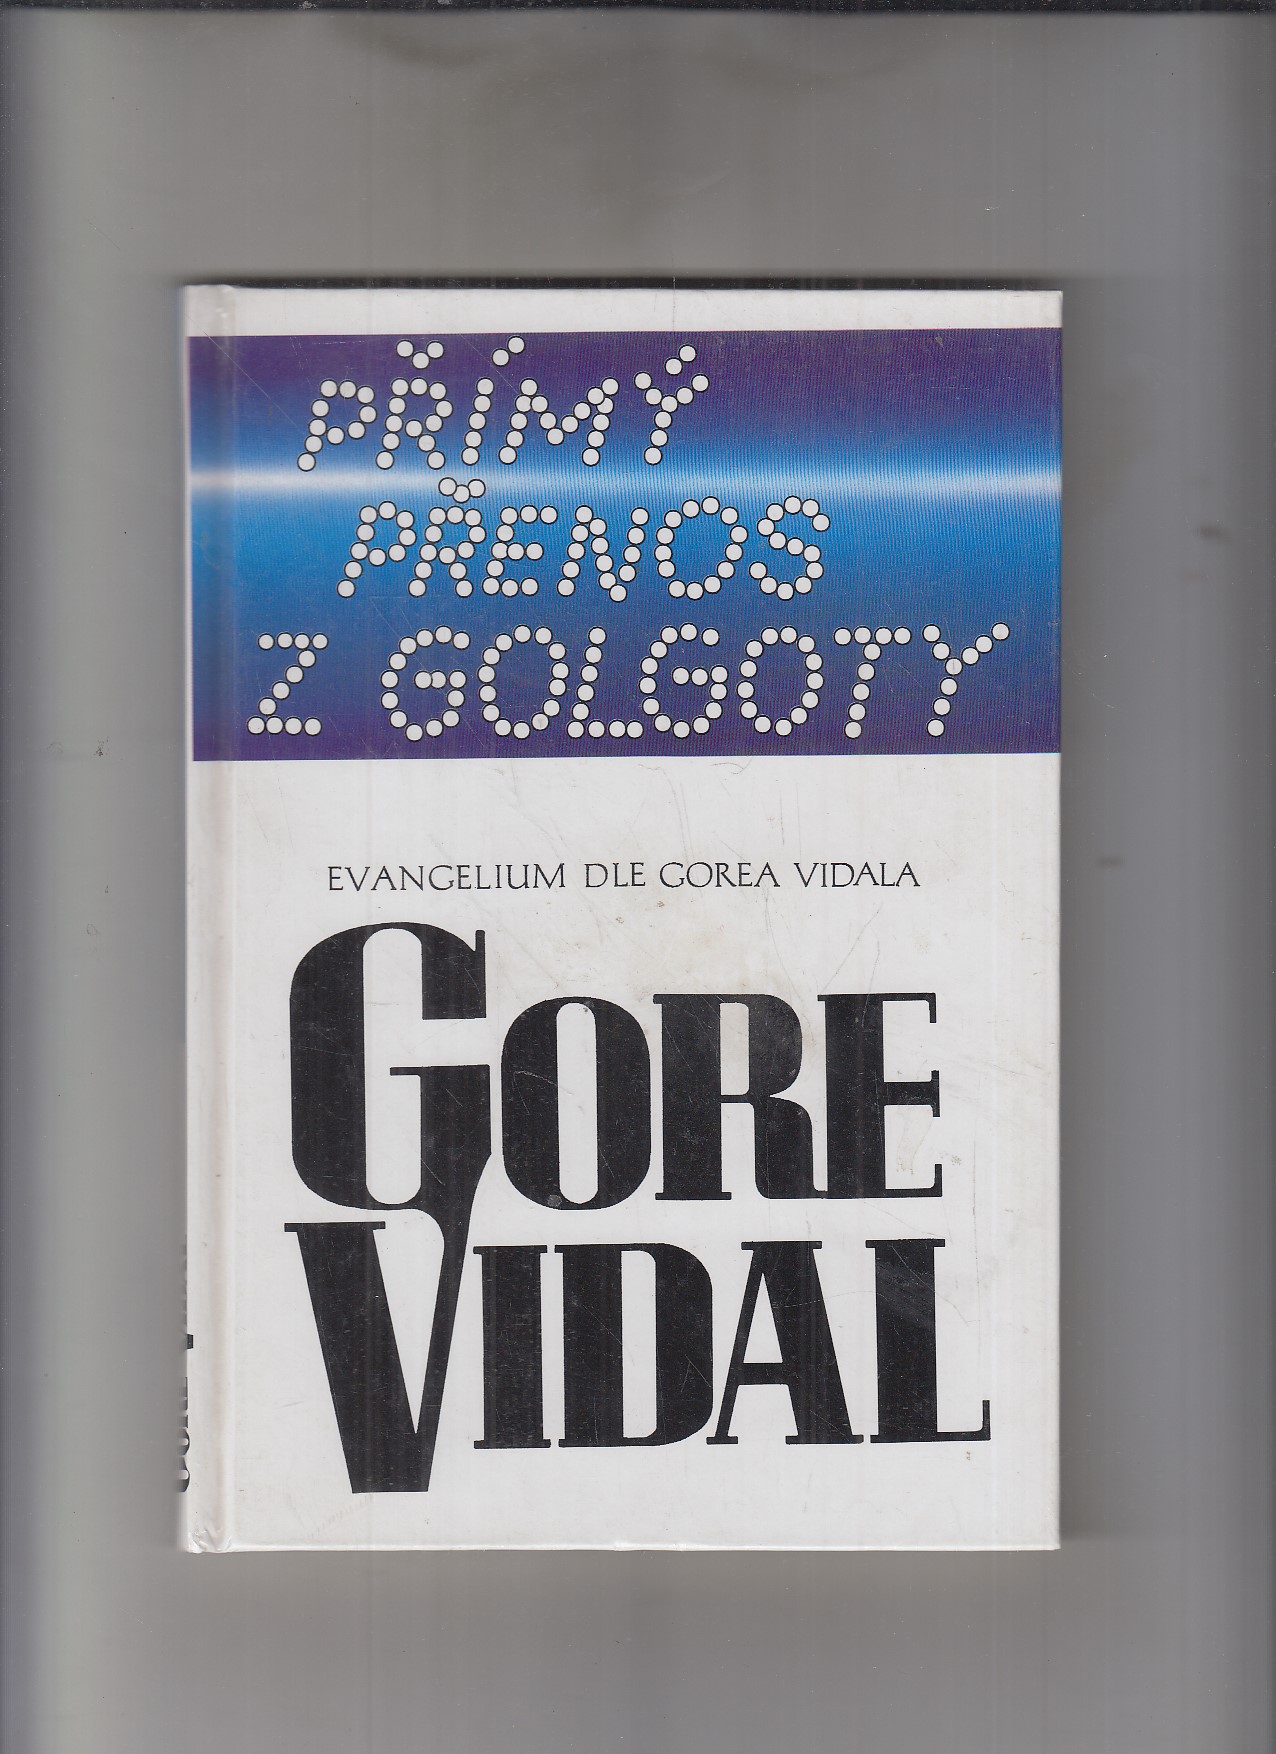 PŘÍMÝ
PŘENOS
Z GOLGOTY
EVANGELIUM DLE GOREA VIDALA
GORE
VIDAL